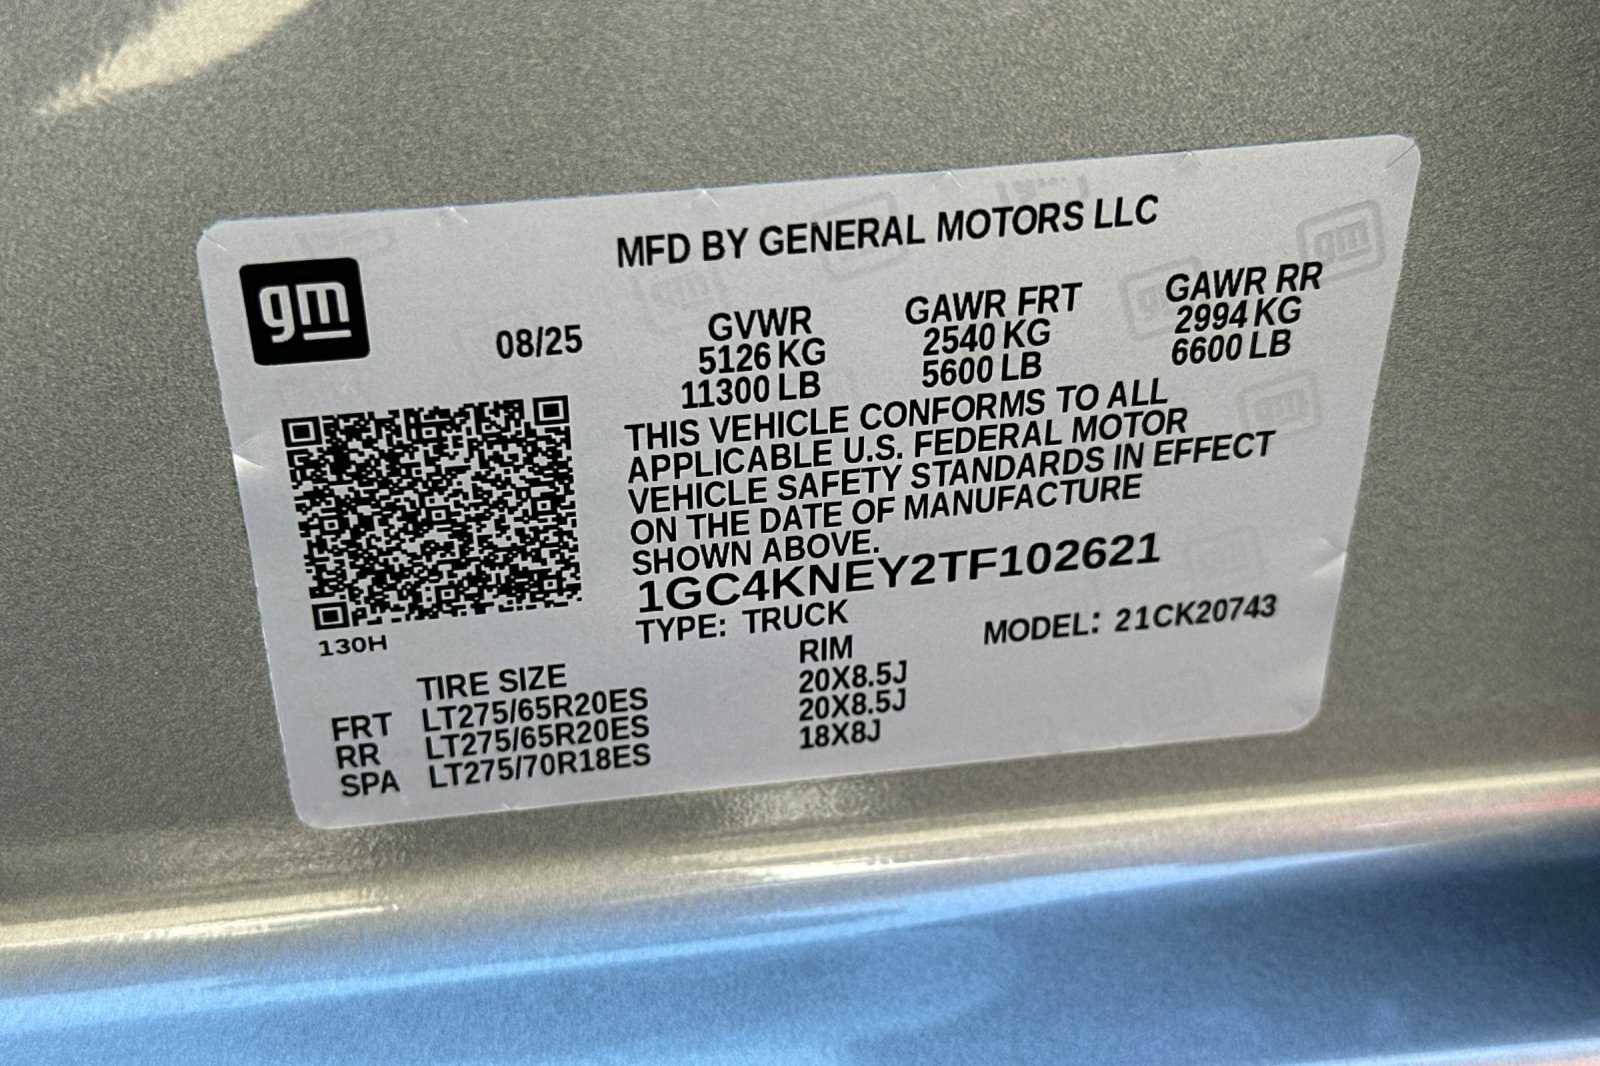 MFD BY GENERAL MOTORS LLC
gm
08/25
GVWR GAWR FRT GAWR RR
5126 KG 2540 KG 2994 KG
11300 LB 5600 LB 6600 LB
THIS VEHICLE CONFORMS TO ALL
APPLICABLE U.S. FEDERAL MOTOR
VEHICLE SAFETY STANDARDS IN EFFECT
ON THE DATE OF MANUFACTURE
SHOWN ABOVE.
1GC4KNEY2TF102621
130H
TYPE: TRUCK MODEL: 21CK20743
TIRE SIZE RIM
FRT LT275/65R20ES 20X8.5J
RR LT275/65R20ES 20X8.5J
SPA LT275/70R18ES 18X8J